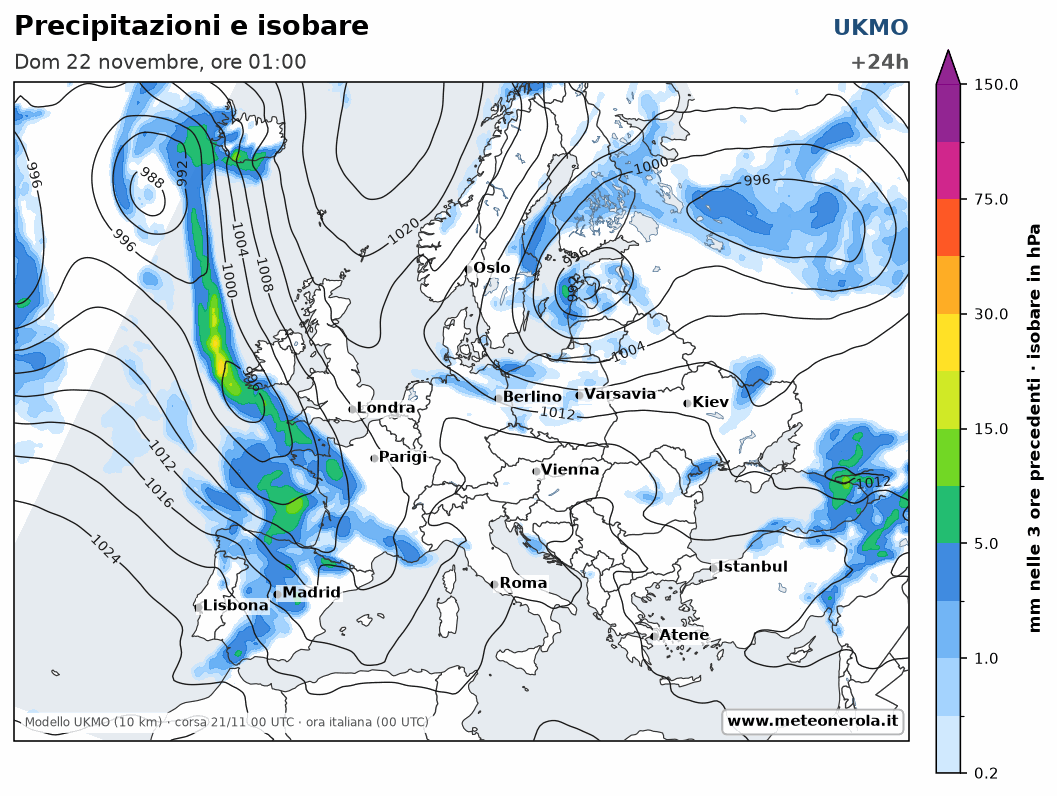 Precipitazioni e isobare
UKMO
Dom 22 novembre, ore 01:00
+24h
150.0
75.0
30.0
15.0
5.0
1.0
0.2
mm nelle 3 ore precedenti · isobare in hPa
996
988
992
996
1004
1000
1008
1020
1000
996
996
992
1004
1012
996
1012
1016
1024
1012
Oslo
Londra
Parigi
Berlino
Varsavia
Kiev
Vienna
Madrid
Lisbona
Roma
Istanbul
Atene
Modello UKMO (10 km) · corsa 21/11 00 UTC · ora italiana (00 UTC)
www.meteonerola.it